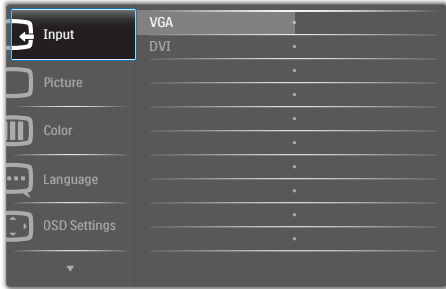 Input
VGA
DVI
Picture
Color
Language
OSD Settings